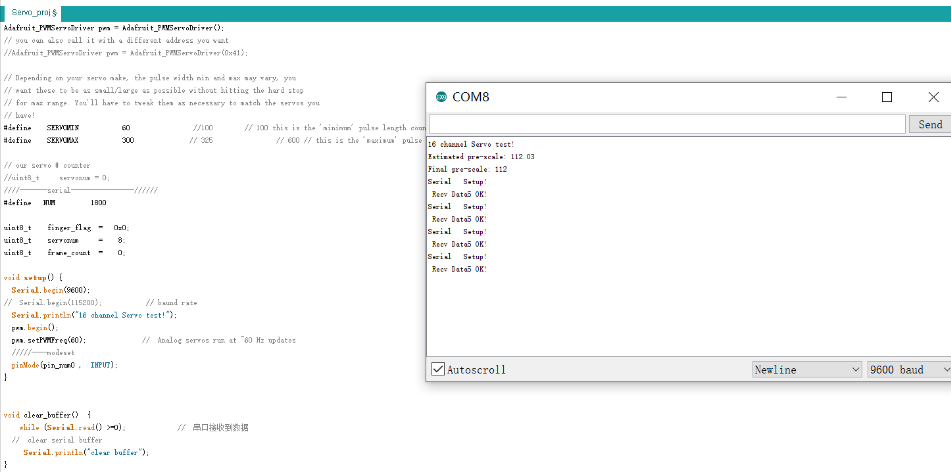 Servo_proj §
Adafruit_PWMServoDriver pwm = Adafruit_PWMServoDriver();
// you can also call it with a different address you want
//Adafruit_PWMServoDriver pwm = Adafruit_PWMServoDriver(0x41);
// Depending on your servo make, the pulse width min and max may vary, you
// want these to be as small/large as possible without hitting the hard stop
// for max range. You'll have to tweak them as necessary to match the servos you
// have!
#define SERVOMIN 60 //100 // 100 this is the 'minimum' pulse length coun
#define SERVOMAX 300 // 325 // 600 // this is the 'maximum' pulse
// our servo # counter
//uint8_t servonum = 0;
////------serial--------------//////
#define NUM 1800
uint8_t finger_flag = 0x0;
uint8_t servonum = 8;
uint8_t frame_count = 0;
void setup() {
Serial.begin(9600);
// Serial.begin(115200); // baund rate
Serial.println("16 channel Servo test!");
pwm.begin();
pwm.setPWMFreq(60); // Analog servos run at ~60 Hz updates
/////---modeset
pinMode(pin_num0 , INPUT);
}
void clear_buffer() {
while (Serial.read() >=0); // 串口接收到数据
// clear serial buffer
Serial.println("clear buffer");
}
COM8
Send
16 channel Servo test!
Estimated pre-scale: 112.03
Final pre-scale: 112
Serial Setup!
Recv Data5 OK!
Serial Setup!
Recv Data5 OK!
Serial Setup!
Recv Data5 OK!
Serial Setup!
Recv Data5 OK!
Autoscroll
Newline
9600 baud